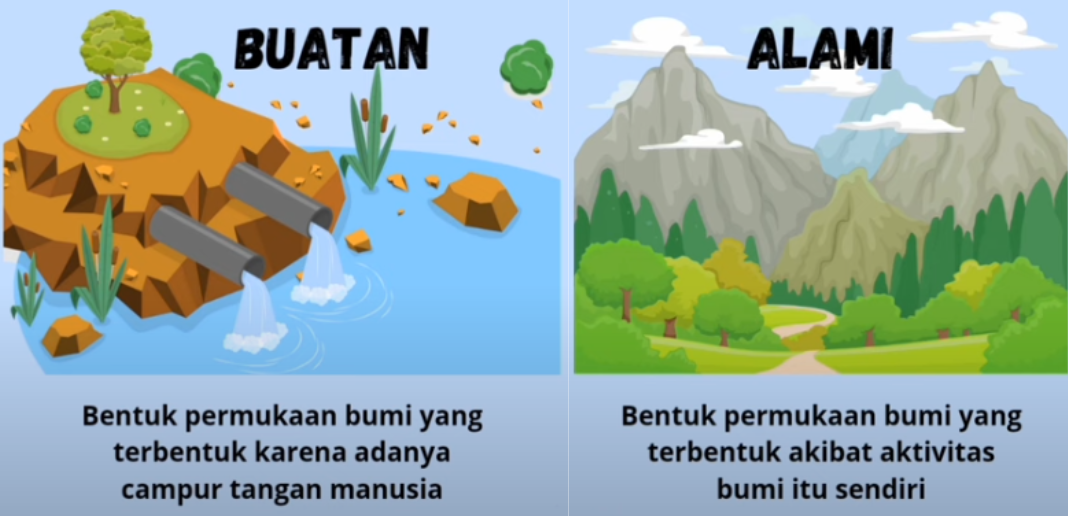 BUATAN
Bentuk permukaan bumi yang
terbentuk karena adanya
campur tangan manusia
ALAMI
Bentuk permukaan bumi yang
terbentuk akibat aktivitas
bumi itu sendiri